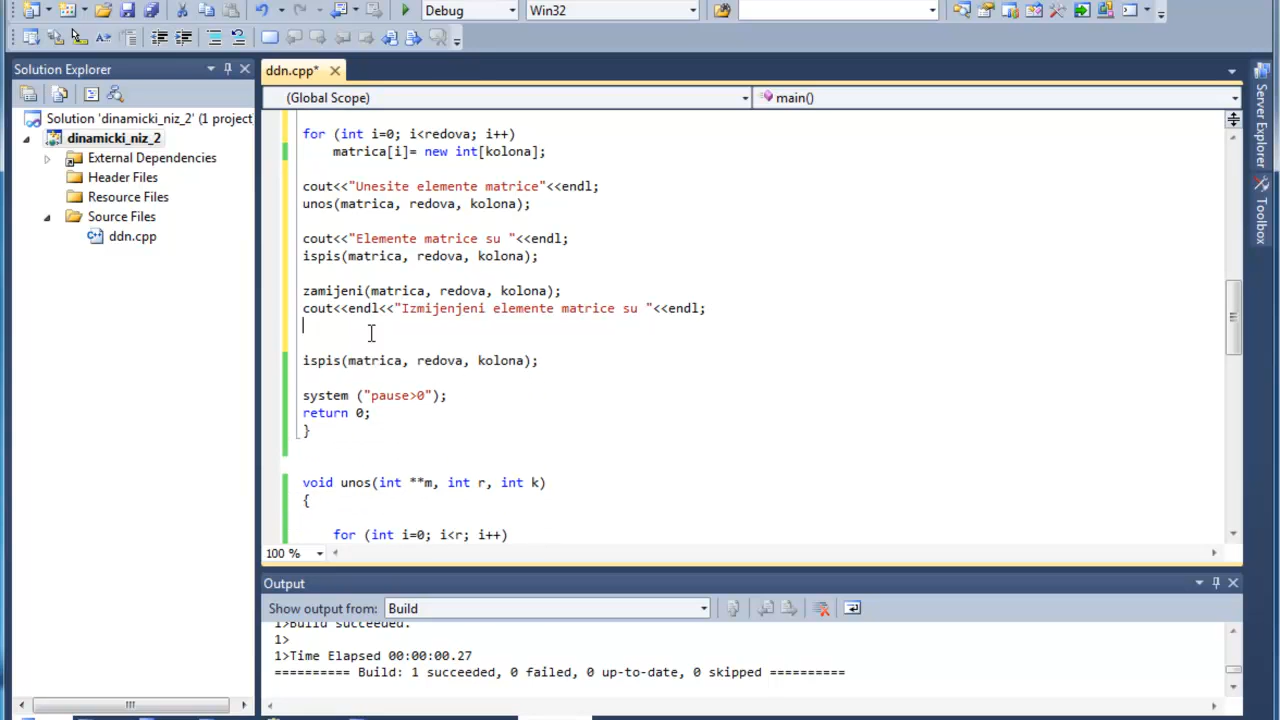 Debug
Win32
Solution Explorer
Solution 'dinamicki_niz_2' (1 project
dinamicki_niz_2
External Dependencies
Header Files
Resource Files
Source Files
ddn.cpp
ddn.cpp*
(Global Scope)
main()
for (int i=0; i<redova; i++)
matrica[i]= new int[kolona];
cout<<"Unesite elemente matrice"<<endl;
unos(matrica, redova, kolona);
cout<<"Elemente matrice su "<<endl;
ispis(matrica, redova, kolona);
zamijeni(matrica, redova, kolona);
cout<<endl<<"Izmijenjeni elemente matrice su "<<endl;
ispis(matrica, redova, kolona);
system ("pause>0");
return 0;
}
void unos(int **m, int r, int k)
{
for (int i=0; i<r; i++)
100 %
Output
Show output from: Build
1>Build succeeded.
1>
1>Time Elapsed 00:00:00.27
========== Build: 1 succeeded, 0 failed, 0 up-to-date, 0 skipped ==========
Server Explorer
Toolbox